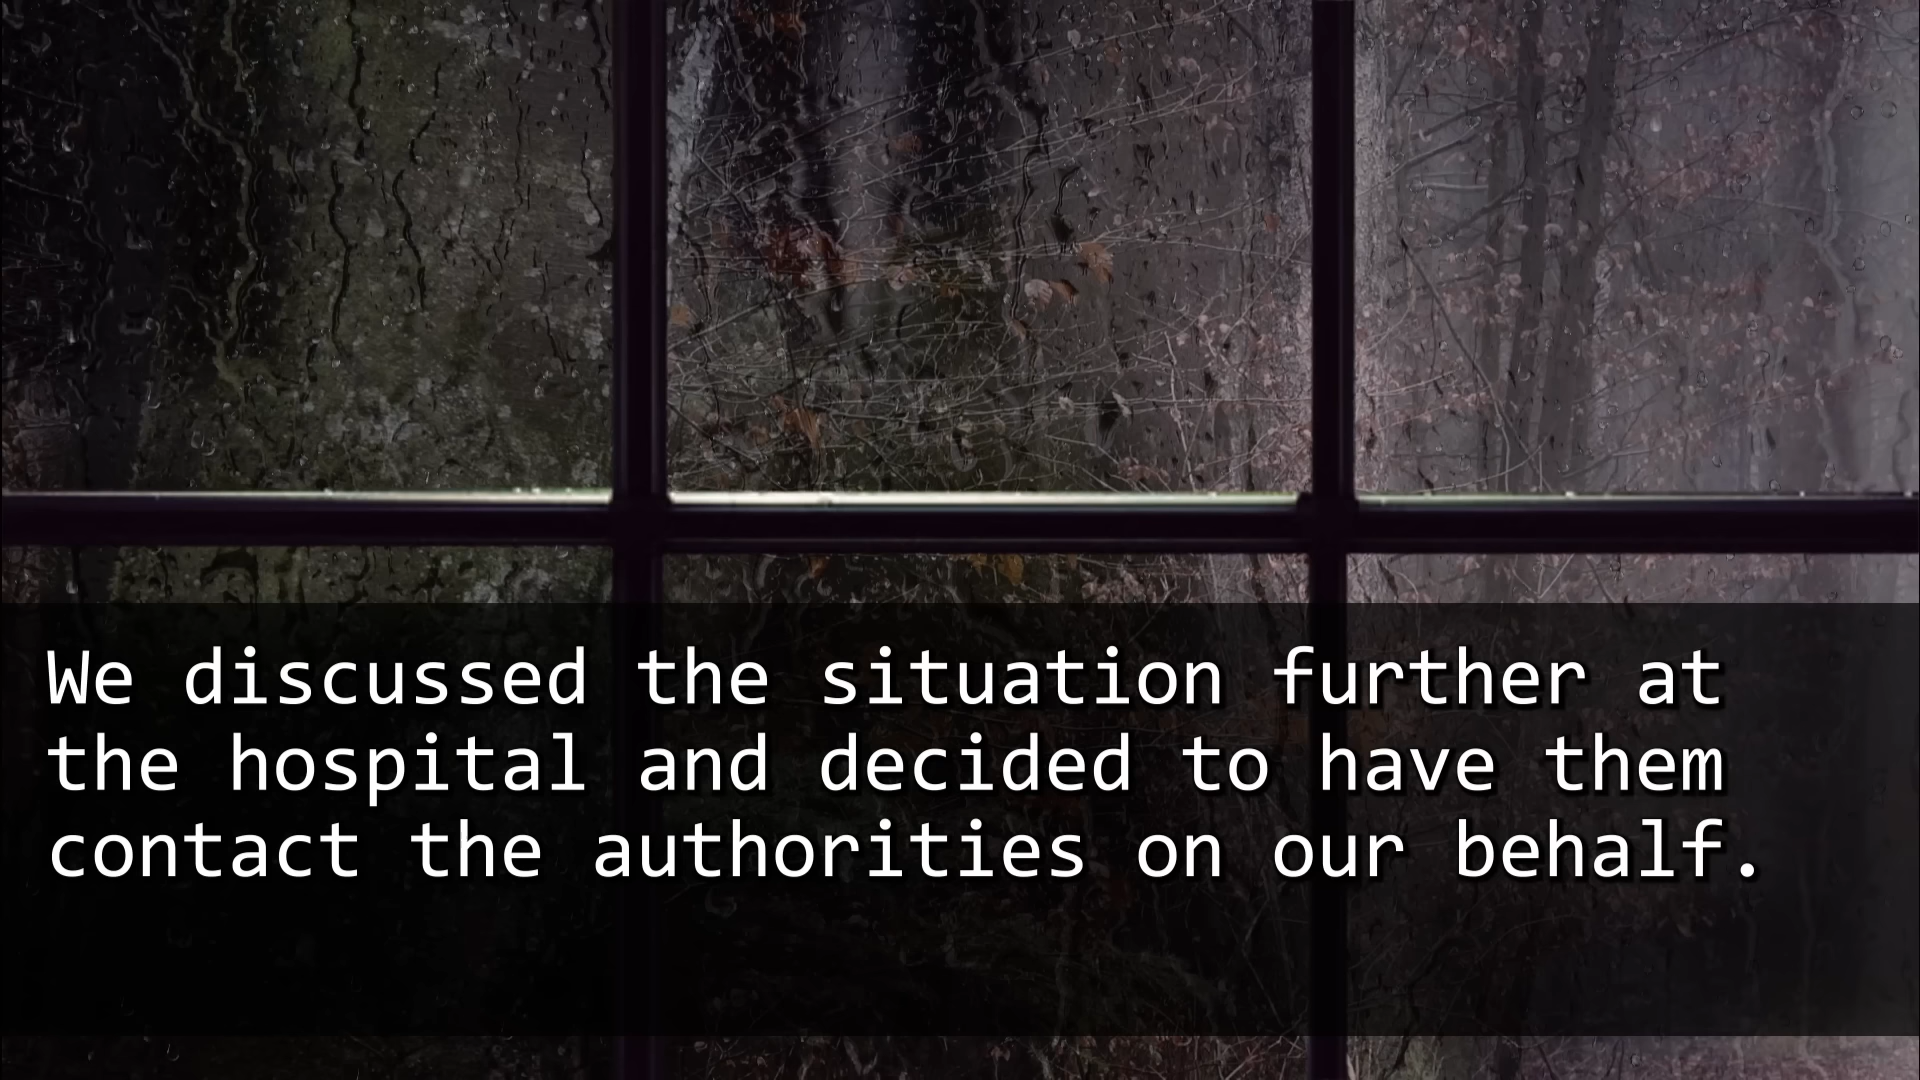 We discussed the situation further at
the hospital and decided to have them
contact the authorities on our behalf.